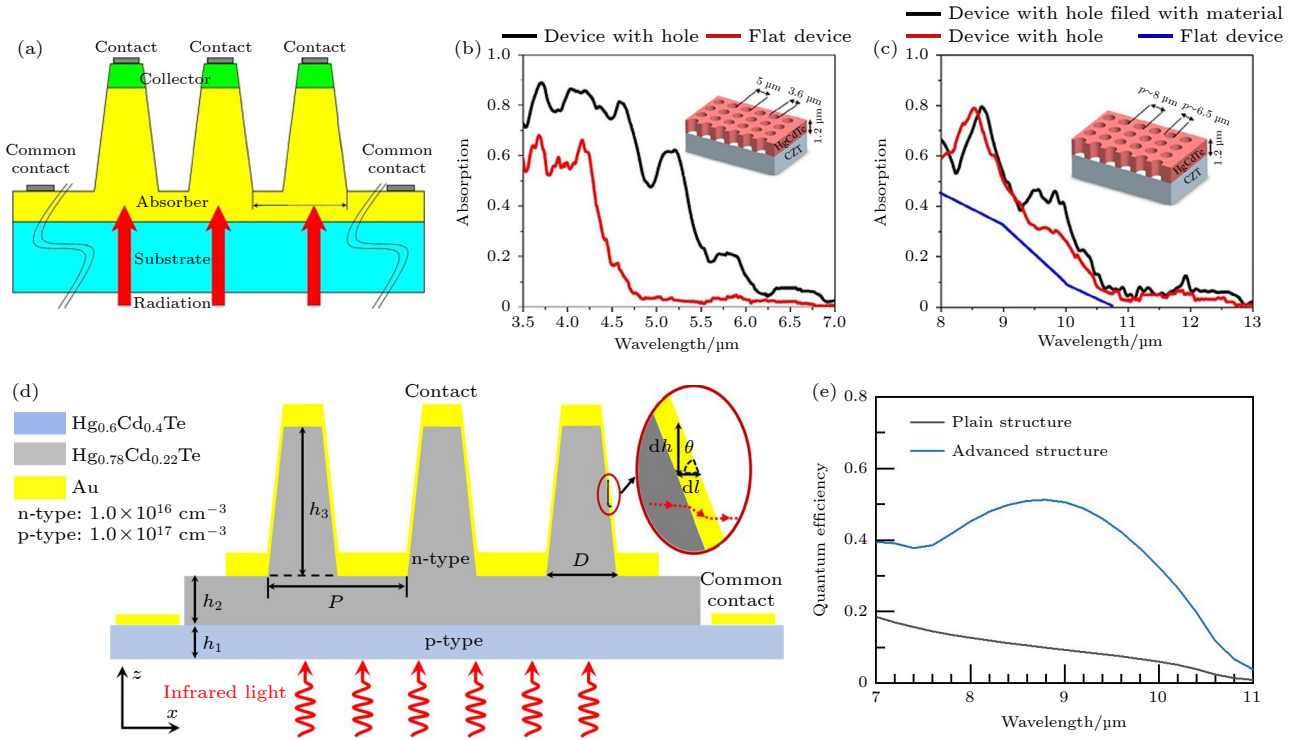 (a)
Contact Contact Contact
Collector
Common
contact
Common
contact
Absorber
Substrate
Radiation
(b)
Device with hole Flat device
5 µm
3.6 µm
1.2 µm
HgCdTe
CZT
Absorption
1.0
0.8
0.6
0.4
0.2
0
3.5 4.0 4.5 5.0 5.5 6.0 6.5 7.0
Wavelength/µm
Device with hole filed with material
(c)
Device with hole Flat device
p~8 µm
p~6.5
1.2 µm
HgCdTe
CZT
Absorption
1.0
0.8
0.6
0.4
0.2
0
8 9 10 11 12 13
Wavelength/µm
(d)
Hg0.6Cd0.4Te
Hg0.78Cd0.22Te
Au
n-type: 1.0×10¹⁶ cm⁻³
p-type: 1.0×10¹⁷ cm⁻³
Contact
dh θ
dl
h3
n-type
D
P
h2
h1
Common
contact
p-type
z
x
Infrared light
(e)
Plain structure
Advanced structure
Quantum efficiency
0.8
0.6
0.4
0.2
0
7 8 9 10 11
Wavelength/µm